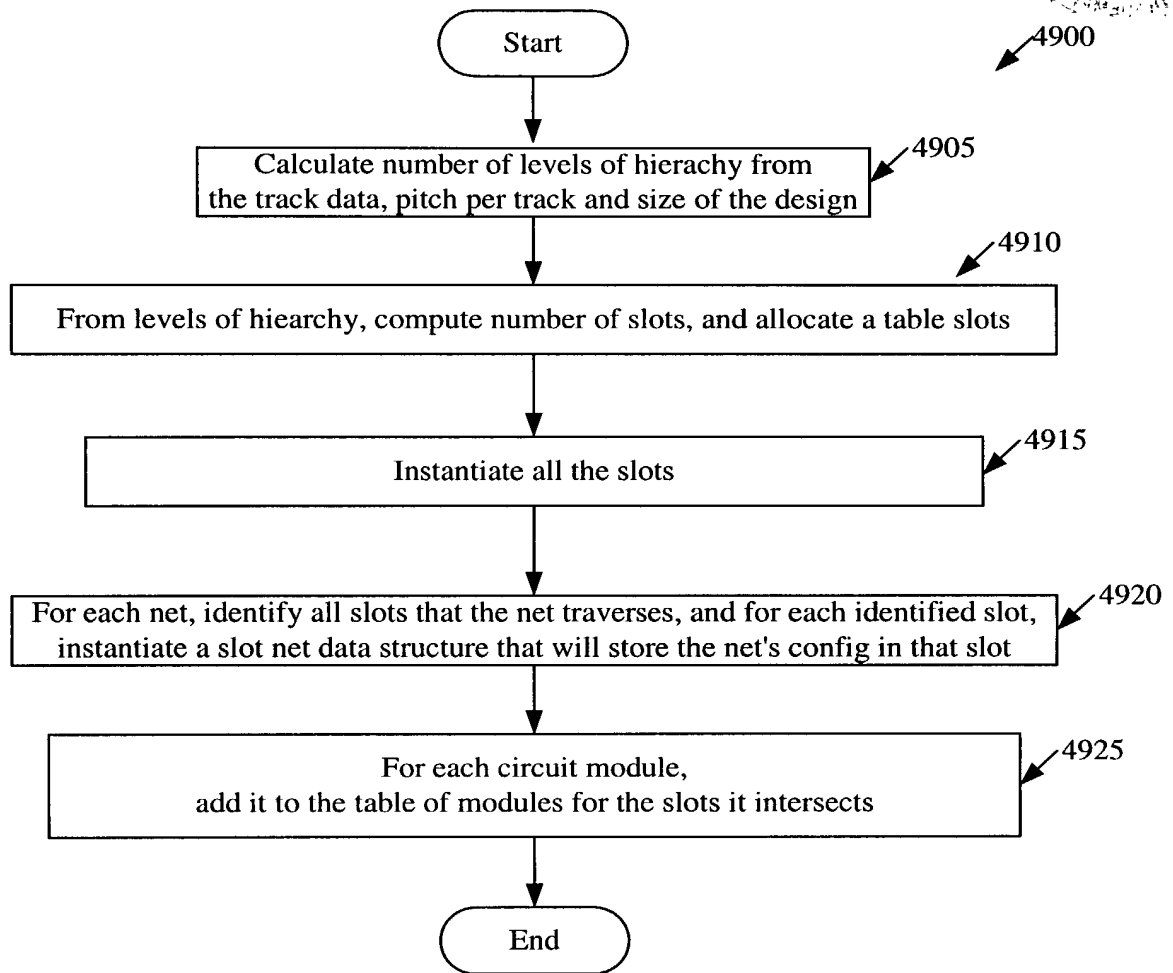 Start
4900
Calculate number of levels of hierachy from
the track data, pitch per track and size of the design
4905
4910
From levels of hiearchy, compute number of slots, and allocate a table slots
4915
Instantiate all the slots
For each net, identify all slots that the net traverses, and for each identified slot,
instantiate a slot net data structure that will store the net's config in that slot
4920
For each circuit module,
add it to the table of modules for the slots it intersects
4925
End